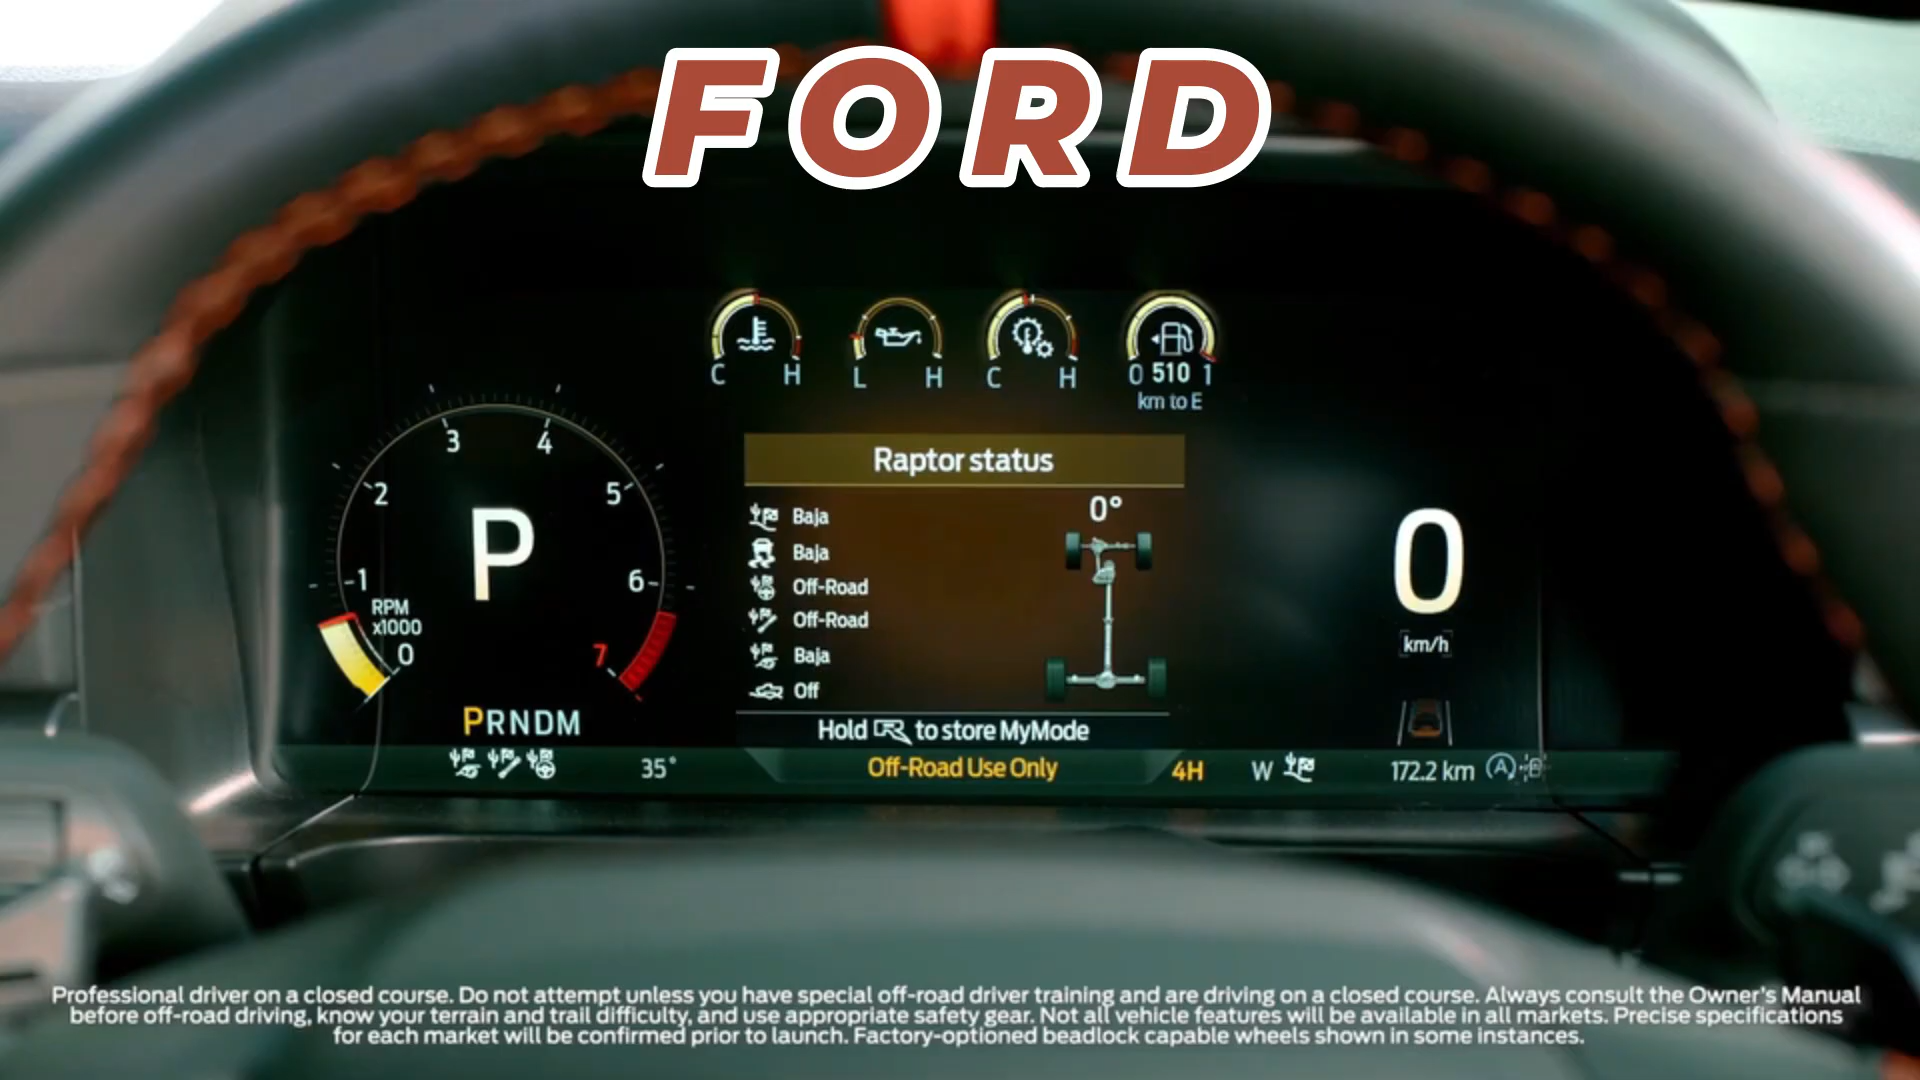 FORD
C H
L H
C H
0 510 1
km to E
Raptor status
0°
Baja
Baja
Off-Road
Off-Road
Baja
Off
Hold to store MyMode
3 4
2 5
1 6
RPM
x1000
0 7
P
PRNDM
0
km/h
35°
Off-Road Use Only
4H
W
172.2 km
A
Professional driver on a closed course. Do not attempt unless you have special off-road driver training and are driving on a closed course. Always consult the Owner's Manual
before off-road driving, know your terrain and trail difficulty, and use appropriate safety gear. Not all vehicle features will be available in all markets. Precise specifications
for each market will be confirmed prior to launch. Factory-optioned beadlock capable wheels shown in some instances.